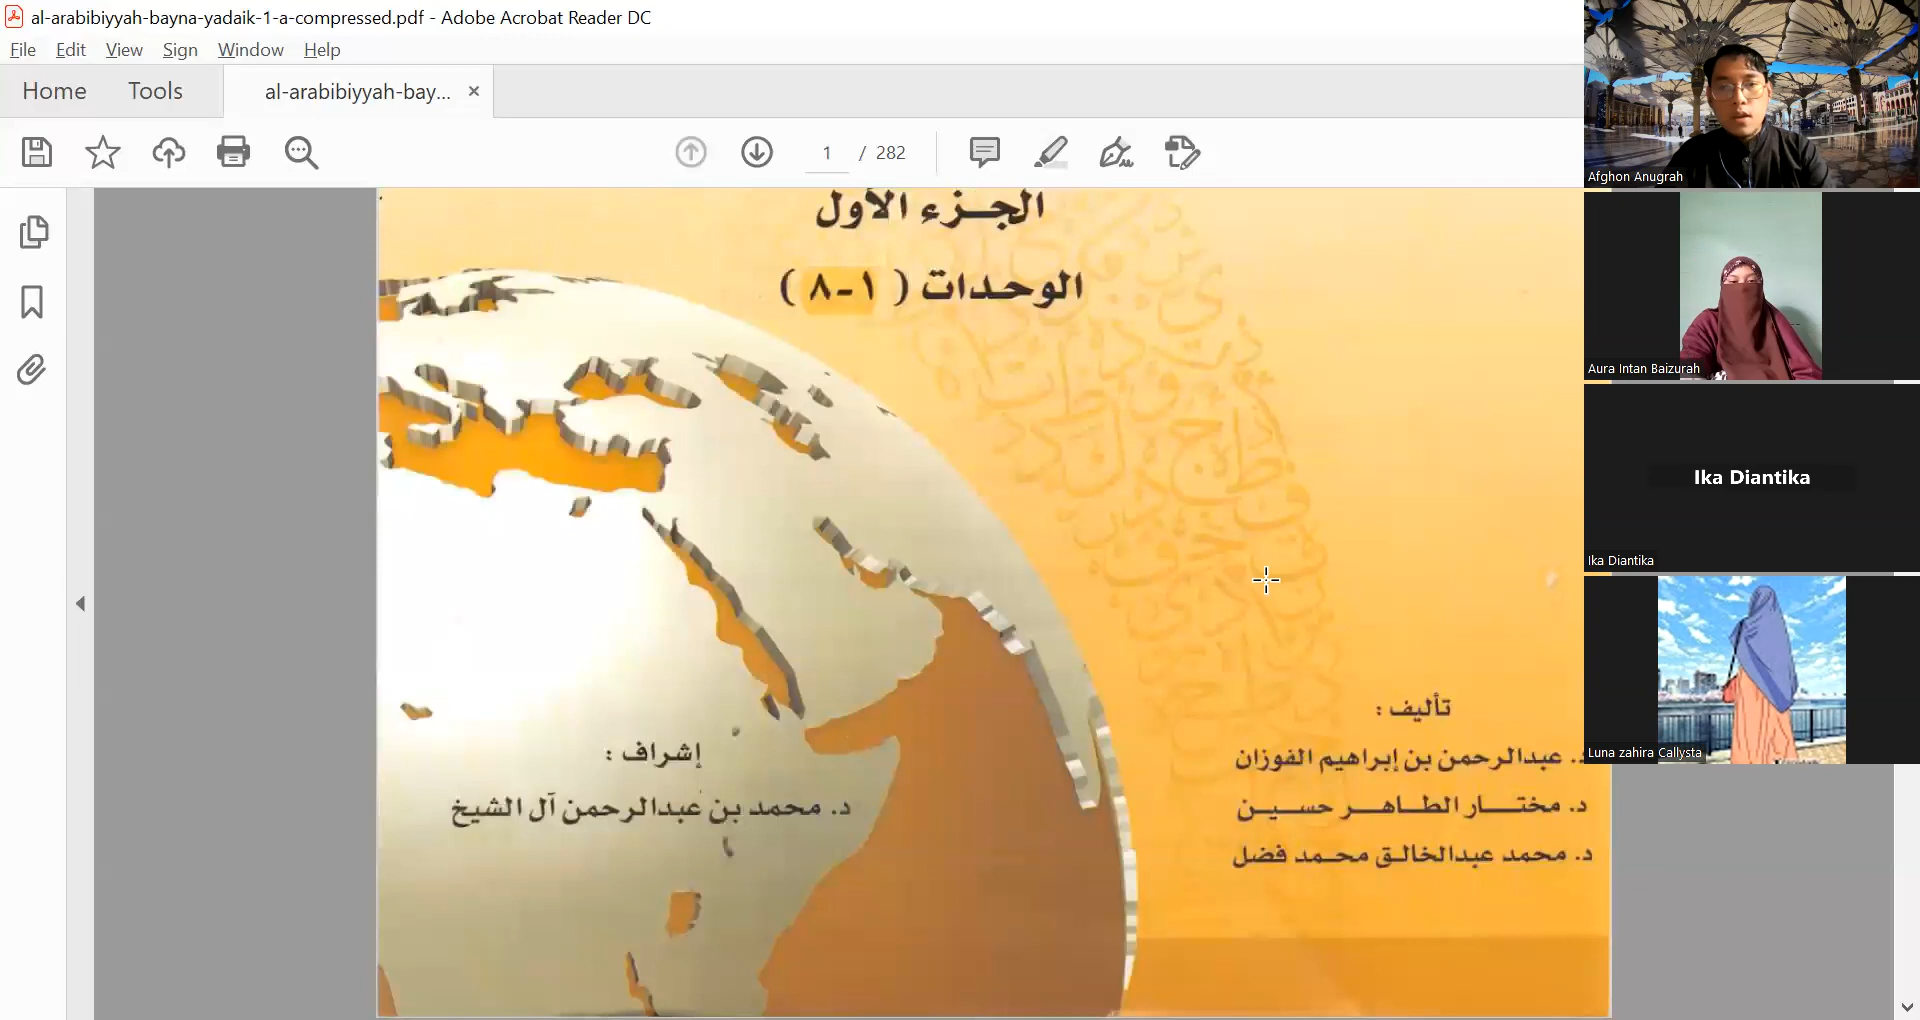 al-arabibiyyah-bayna-yadaik-1-a-compressed.pdf - Adobe Acrobat Reader DC
File Edit View Sign Window Help
Home Tools al-arabibiyyah-bay... ×
1 / 282
الجزء الأول
الوحدات ( ١-٨ )
تأليف :
د. عبدالرحمن بن إبراهيم الفوزان
د. مختار الطاهر حسين
د. محمد عبدالخالق محمد فضل
إشراف :
د. محمد بن عبدالرحمن آل الشيخ
Afghon Anugrah
Aura Intan Baizurah
Ika Diantika
Ika Diantika
Luna zahira Callysta